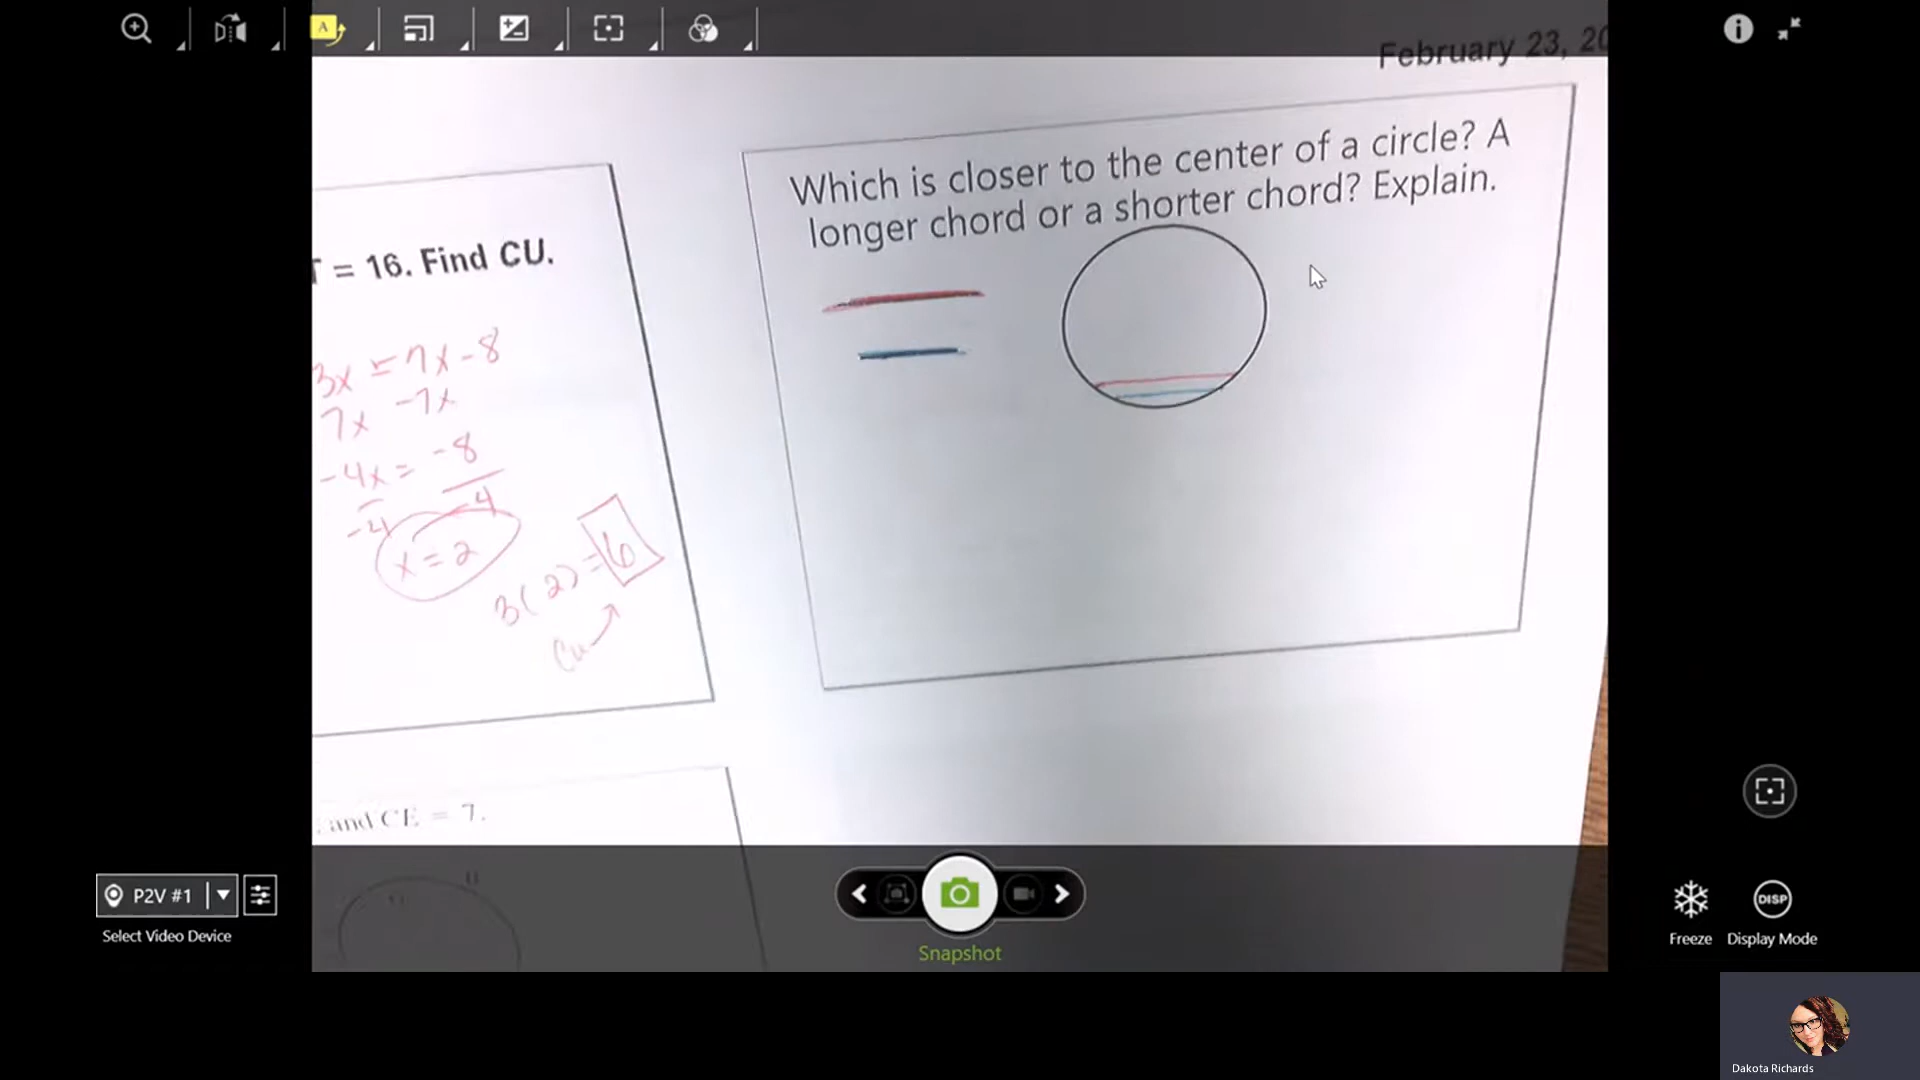 February 23, 20
Which is closer to the center of a circle? A
longer chord or a shorter chord? Explain.
T = 16. Find CU.
3x = 7x - 8
7x -7x
-4x = -8
-4 -4
x = 2
3(2) = 6
Cu
and CE = 7.
P2V #1
Select Video Device
Snapshot
Freeze
DISP
Display Mode
Dakota Richards